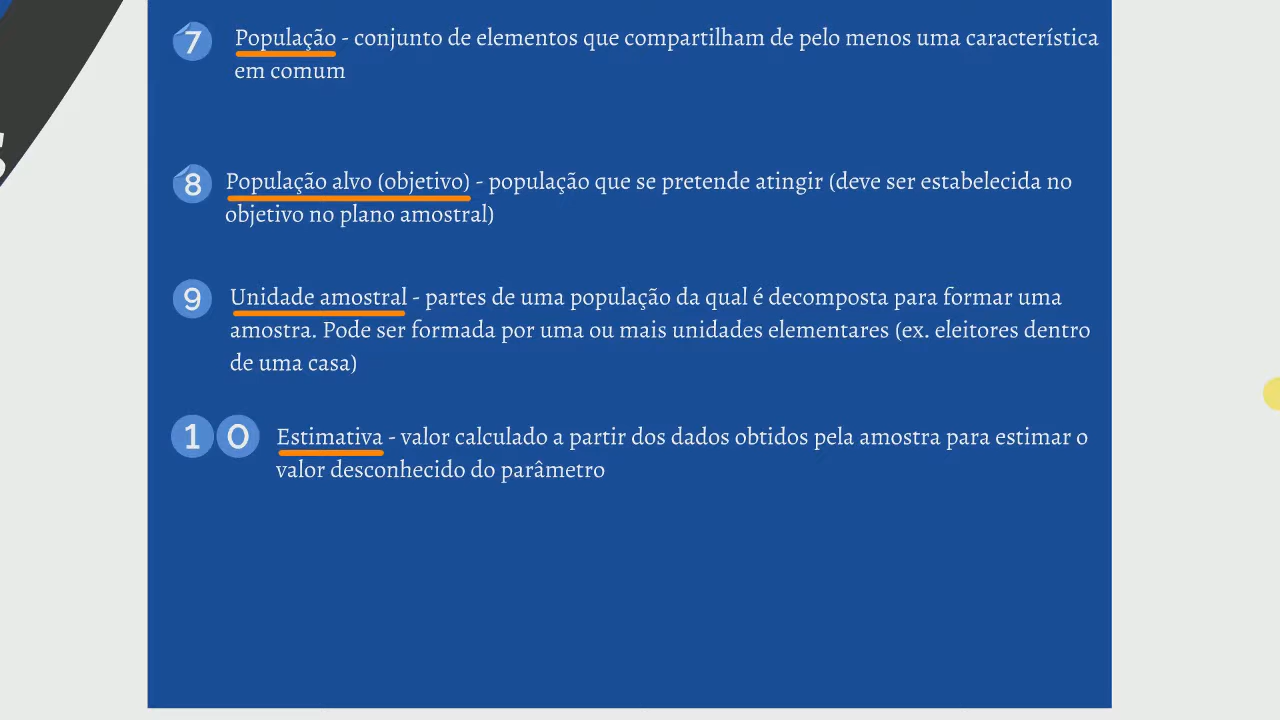 7 População - conjunto de elementos que compartilham de pelo menos uma característica
em comum
8 População alvo (objetivo) - população que se pretende atingir (deve ser estabelecida no
objetivo no plano amostral)
9 Unidade amostral - partes de uma população da qual é decomposta para formar uma
amostra. Pode ser formada por uma ou mais unidades elementares (ex. eleitores dentro
de uma casa)
10 Estimativa - valor calculado a partir dos dados obtidos pela amostra para estimar o
valor desconhecido do parâmetro